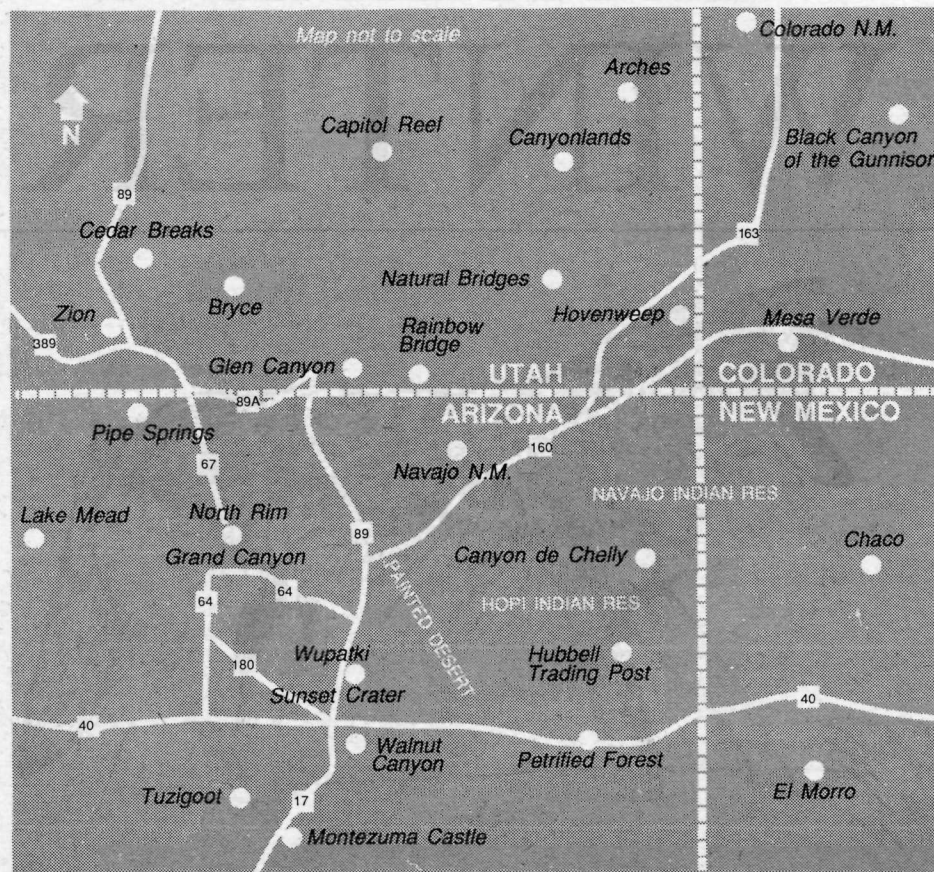 Map not to scale
Colorado N.M.
Arches
N
Capitol Reel
Canyonlands
Black Canyon
of the Gunnison
89
Cedar Breaks
163
Natural Bridges
Bryce
Zion
Hovenweep
Mesa Verde
Rainbow
Bridge
389
Glen Canyon
UTAH
COLORADO
89A
ARIZONA
NEW MEXICO
Pipe Springs
160
67
Navajo N.M.
NAVAJO INDIAN RES
Lake Mead
North Rim
89
Grand Canyon
Canyon de Chelly
Chaco
PAINTED DESERT
64
64
HOPI INDIAN RES
Wupatki
Hubbell
Trading Post
180
Sunset Crater
40
40
Walnut
Canyon
Petrified Forest
El Morro
Tuzigoot
17
Montezuma Castle